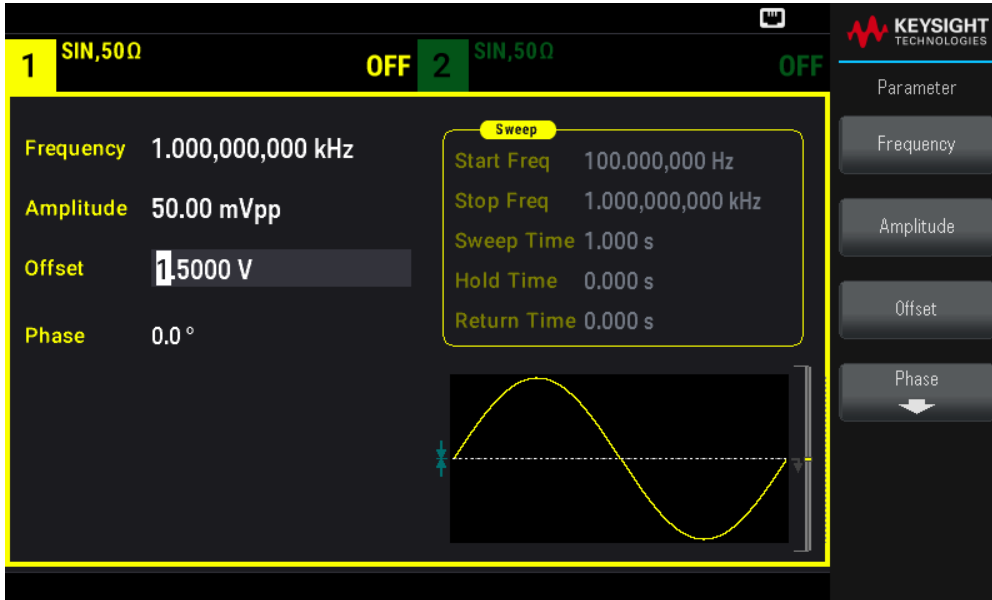 1 SIN,50Ω OFF 2 SIN,50Ω OFF
Frequency 1.000,000,000 kHz
Amplitude 50.00 mVpp
Offset 1.5000 V
Phase 0.0 °
Sweep
Start Freq 100.000,000 Hz
Stop Freq 1.000,000,000 kHz
Sweep Time 1.000 s
Hold Time 0.000 s
Return Time 0.000 s
KEYSIGHT
TECHNOLOGIES
Parameter
Frequency
Amplitude
Offset
Phase